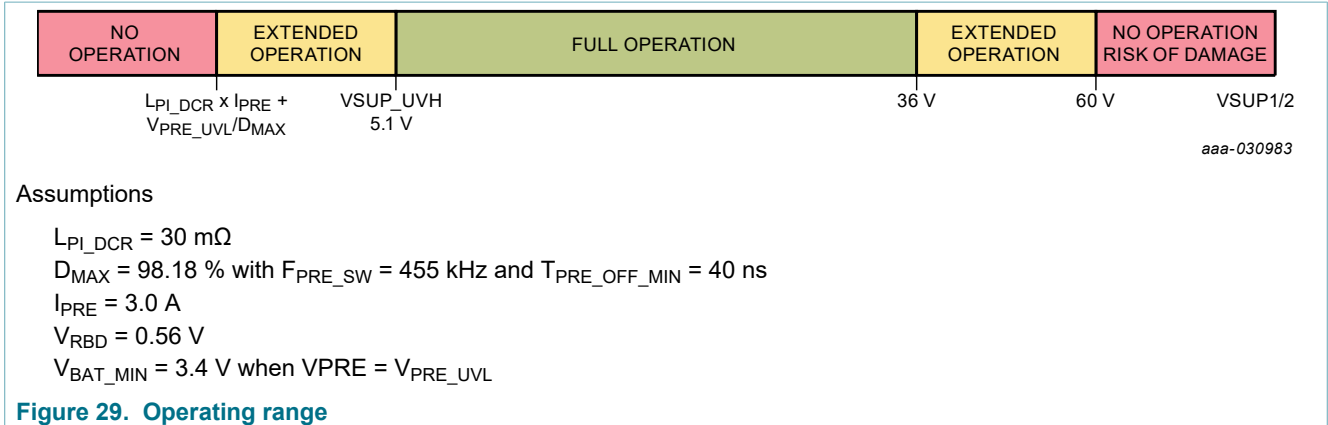 NO OPERATION
EXTENDED OPERATION
FULL OPERATION
EXTENDED OPERATION
NO OPERATION RISK OF DAMAGE
LPI_DCR x IPRE +
VPRE_UVL/DMAX
VSUP_UVH
5.1 V
36 V
60 V
VSUP1/2
aaa-030983
Assumptions
LPI_DCR = 30 mΩ
DMAX = 98.18 % with FPRE_SW = 455 kHz and TPRE_OFF_MIN = 40 ns
IPRE = 3.0 A
VRBD = 0.56 V
VBAT_MIN = 3.4 V when VPRE = VPRE_UVL
Figure 29. Operating range